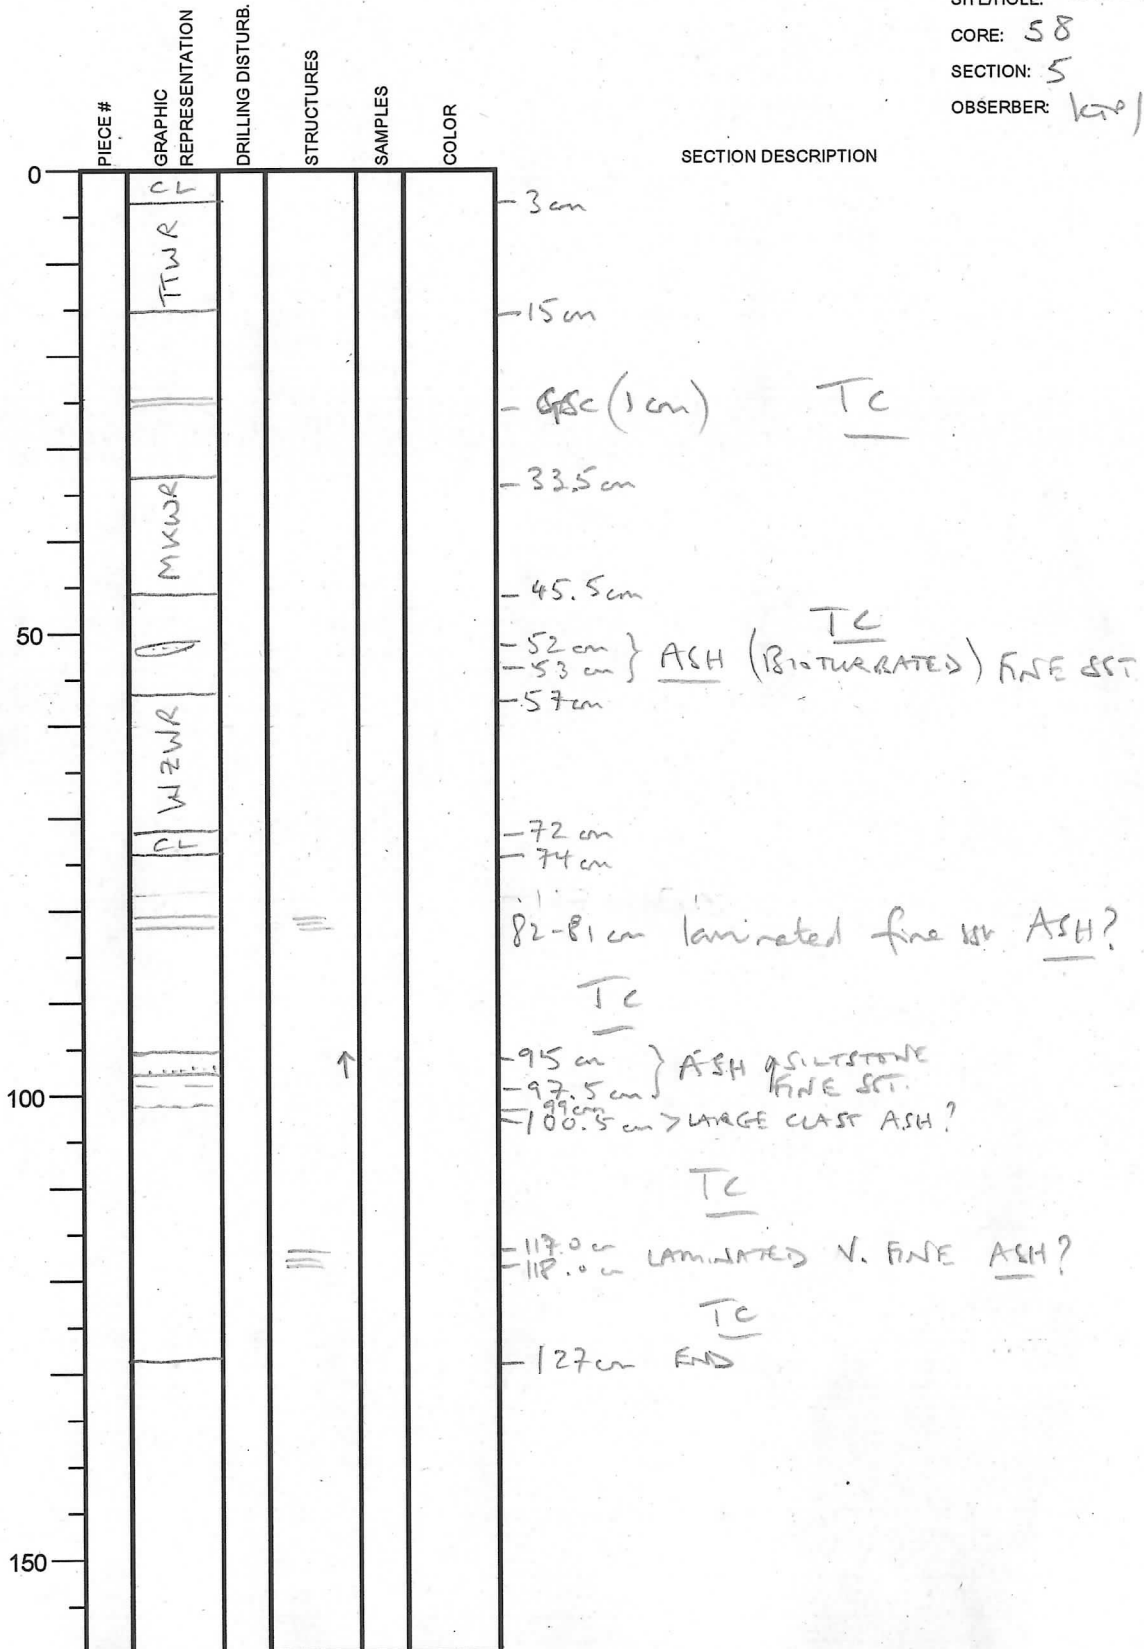 CORE: 58
SECTION: 5
OBSERBER:
PIECE #
GRAPHIC REPRESENTATION
DRILLING DISTURB.
STRUCTURES
SAMPLES
COLOR
SECTION DESCRIPTION
0
CL
- 3 cm
TTWR
- 15 cm
(1 cm) TC
- 33.5 cm
MKWR
- 45.5 cm
TC
50
- 52 cm } ASH (BIOTURBATED) FINE SST
- 53 cm
- 57 cm
WZWR
- 72 cm
CL
- 74 cm
82-81 cm laminated fine sst ASH?
TC
- 95 cm } ASH SILTSTONE
- 97.5 cm FINE SST.
100
99 cm
- 100.5 cm > LARGE CLAST ASH?
TC
- 117.0 cm LAMINATED V. FINE ASH?
- 118.0 cm
TC
- 127 cm END
150